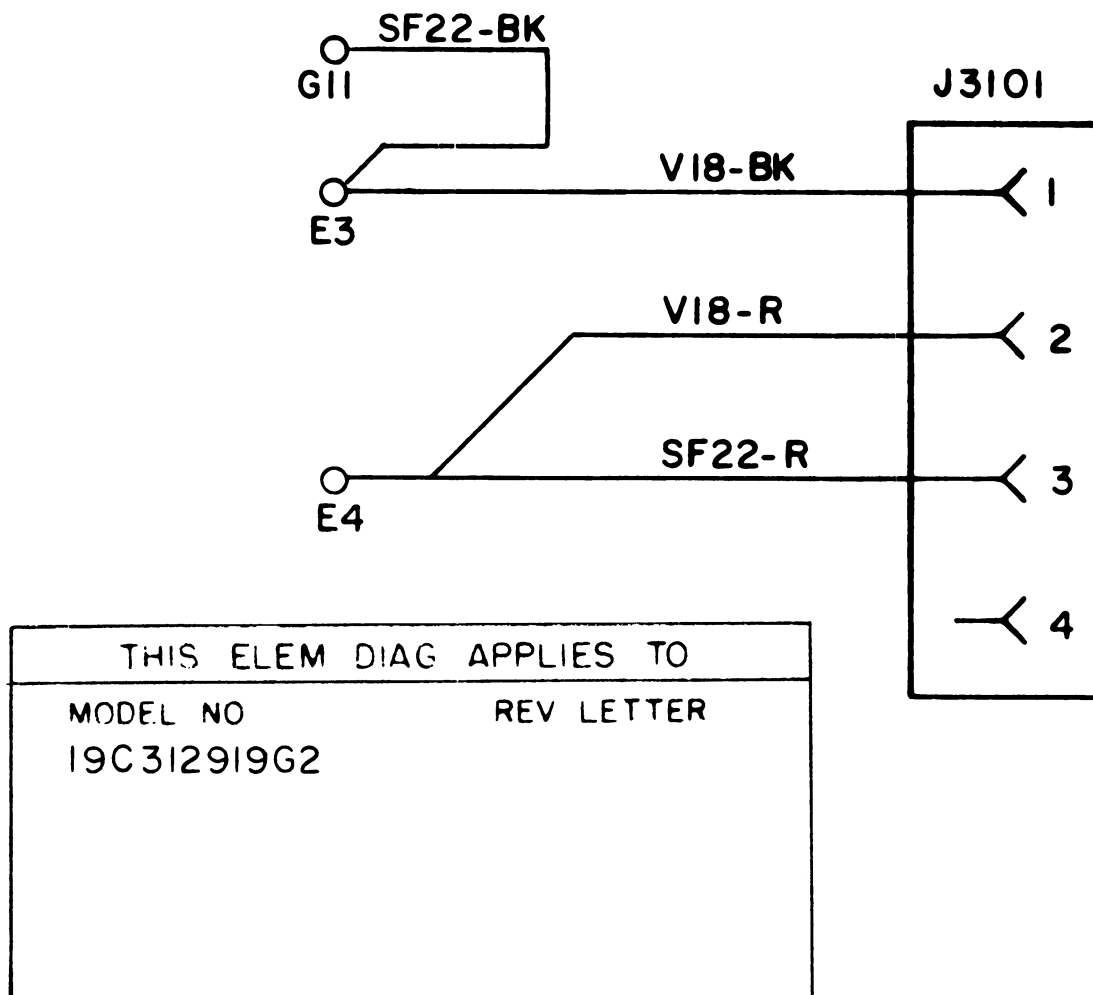 SF22-BK
G11
J3101
V18-BK
1
E3
V18-R
2
SF22-R
3
E4
4
THIS ELEM DIAG APPLIES TO
MODEL NO REV LETTER
19C312919G2